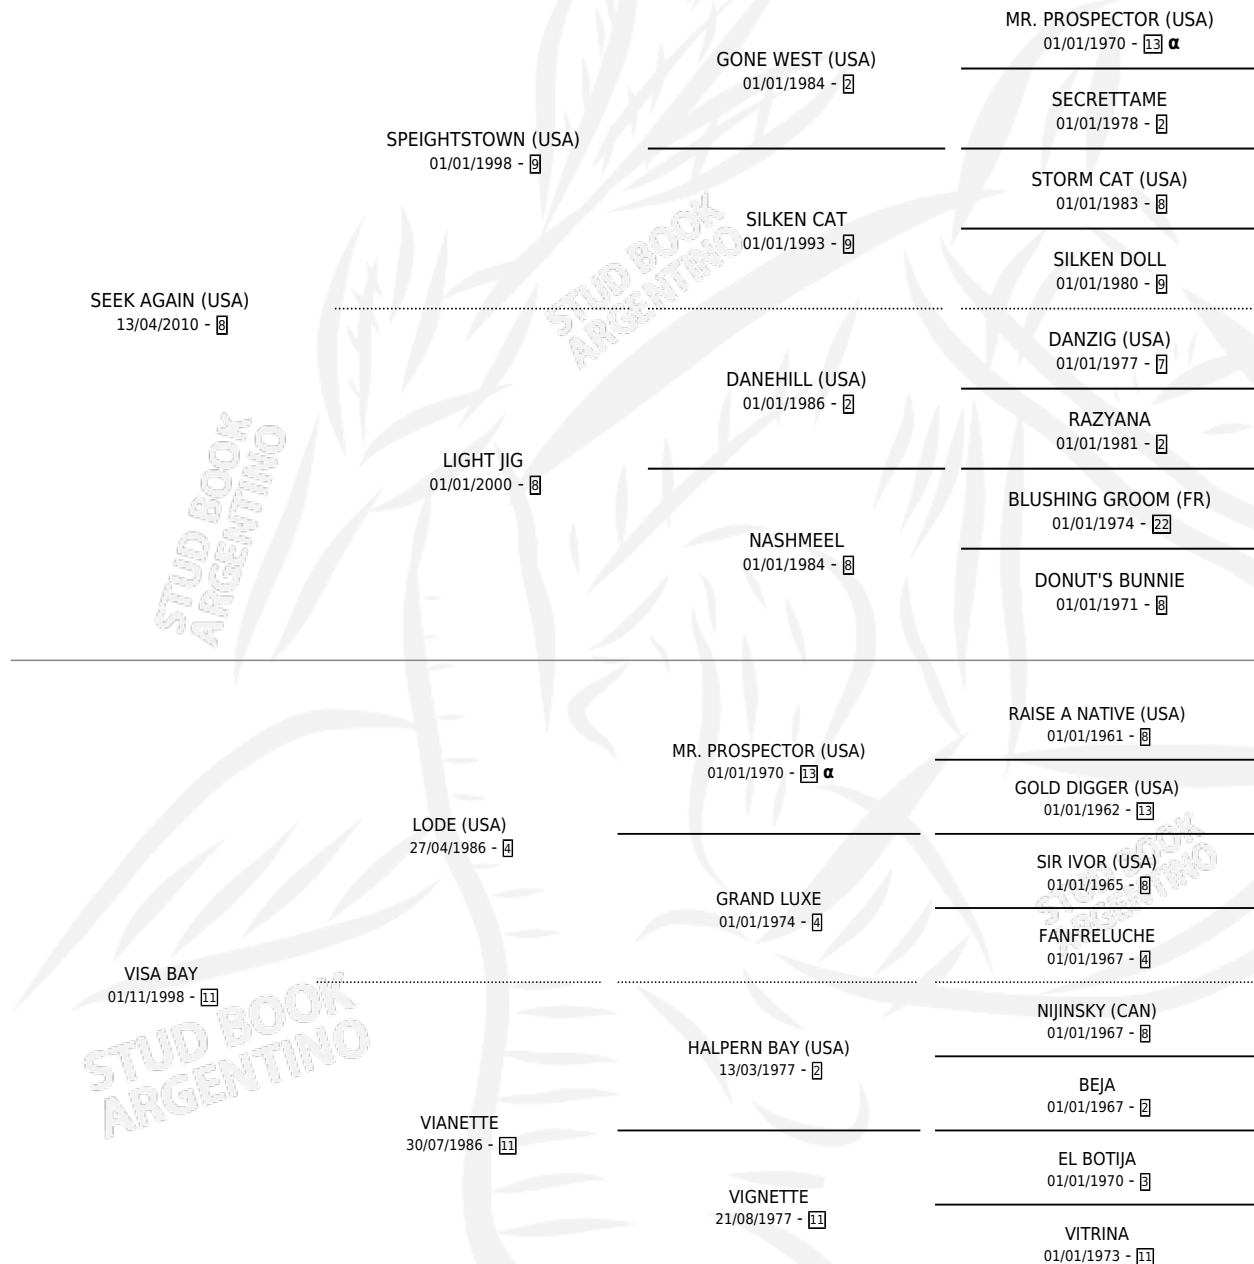 MR. PROSPECTOR (USA)
01/01/1970 - 13 α
GONE WEST (USA)
01/01/1984 - 2
SECRETTAME
01/01/1978 - 2
SPEIGHTSTOWN (USA)
01/01/1998 - 9
STORM CAT (USA)
01/01/1983 - 8
SILKEN CAT
01/01/1993 - 9
SILKEN DOLL
01/01/1980 - 9
STUD BOOK
ARGENTINO
SEEK AGAIN (USA)
13/04/2010 - 8
DANZIG (USA)
01/01/1977 - 7
DANEHILL (USA)
01/01/1986 - 2
RAZYANA
01/01/1981 - 2
LIGHT JIG
01/01/2000 - 8
BLUSHING GROOM (FR)
01/01/1974 - 22
NASHMEEL
01/01/1984 - 8
DONUT'S BUNNIE
01/01/1971 - 8
STUD BOOK
ARGENTINO
RAISE A NATIVE (USA)
01/01/1961 - 8
MR. PROSPECTOR (USA)
01/01/1970 - 13 α
GOLD DIGGER (USA)
01/01/1962 - 13
LODE (USA)
27/04/1986 - 4
SIR IVOR (USA)
01/01/1965 - 8
STUD BOOK
ARGENTINO
GRAND LUXE
01/01/1974 - 4
FANFRELUCHE
01/01/1967 - 4
VISA BAY
01/11/1998 - 11
NIJINSKY (CAN)
01/01/1967 - 8
HALPERN BAY (USA)
13/03/1977 - 2
BEJA
01/01/1967 - 2
STUD BOOK
ARGENTINO
VIANETTE
30/07/1986 - 11
EL BOTIJA
01/01/1970 - 3
VIGNETTE
21/08/1977 - 11
VITRINA
01/01/1973 - 11